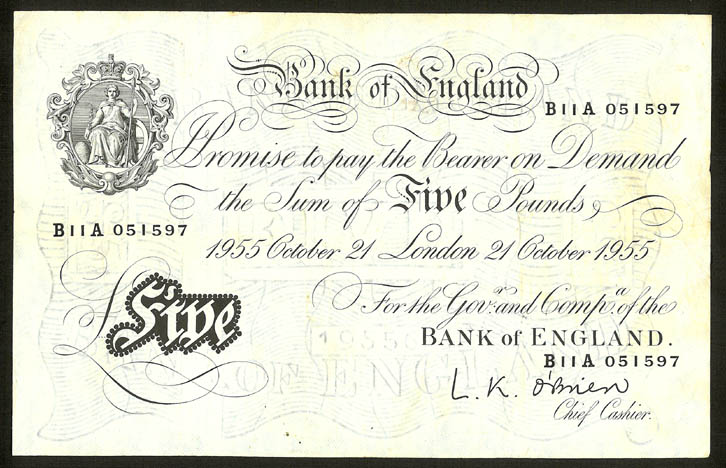 Bank of England
B11A 051597
I Promise to pay the Bearer on Demand
the Sum of Five Pounds
B11A 051597
1955 October 21 London 21 October 1955
For the Govr. and Compa. of the
Five
BANK of ENGLAND.
B11A 051597
L. K. O'Brien
Chief Cashier.